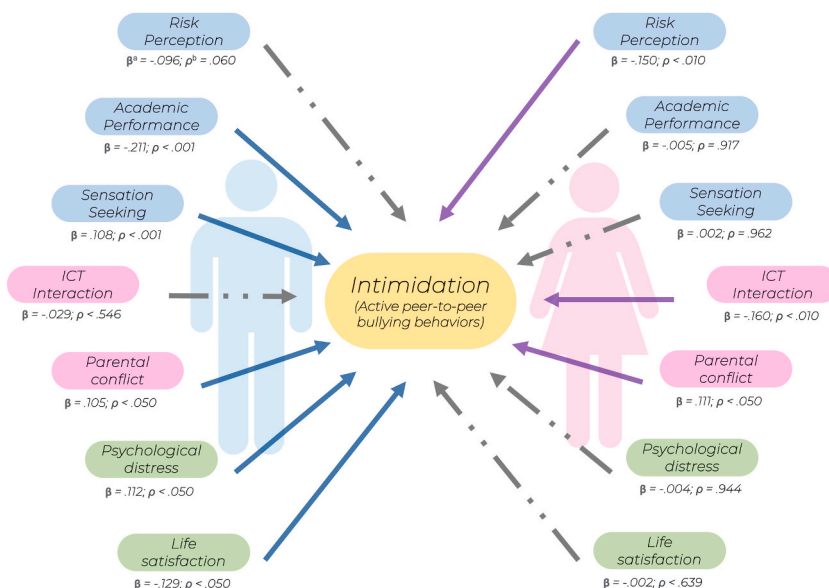 Risk
Perception
βª = -.096; ρᵇ = .060
Academic
Performance
β = -.211; ρ < .001
Sensation
Seeking
β = .108; ρ < .001
ICT
Interaction
β = -.029; ρ < .546
Parental
conflict
β = .105; ρ < .050
Psychological
distress
β = .112; ρ < .050
Life
satisfaction
β = -.129; ρ < .050
Intimidation
(Active peer-to-peer
bullying behaviors)
Risk
Perception
β = -.150; ρ < .010
Academic
Performance
β = -.005; ρ = .917
Sensation
Seeking
β = .002; ρ = .962
ICT
Interaction
β = -.160; ρ < .010
Parental
conflict
β = .111; ρ < .050
Psychological
distress
β = -.004; ρ = .944
Life
satisfaction
β = -.002; ρ < .639